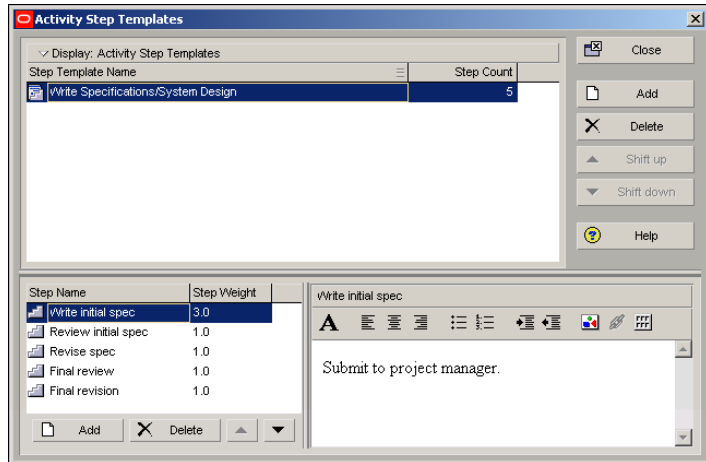 Activity Step Templates
Display: Activity Step Templates
Step Template Name Step Count
Write Specifications/System Design 5
Close
Add
Delete
Shift up
Shift down
Help
Step Name Step Weight
Write initial spec 3.0
Review initial spec 1.0
Revise spec 1.0
Final review 1.0
Final revision 1.0
Add Delete
Write initial spec
A
Submit to project manager.